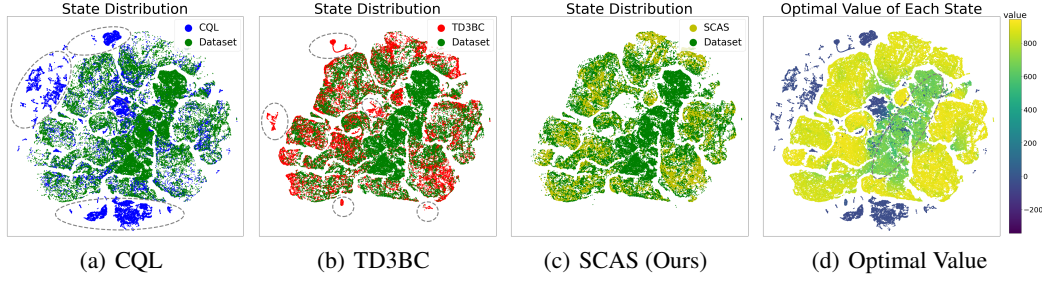 State Distribution
CQL
Dataset
State Distribution
TD3BC
Dataset
State Distribution
SCAS
Dataset
Optimal Value of Each State
value
800
600
400
200
0
−200
(a) CQL
(b) TD3BC
(c) SCAS (Ours)
(d) Optimal Value